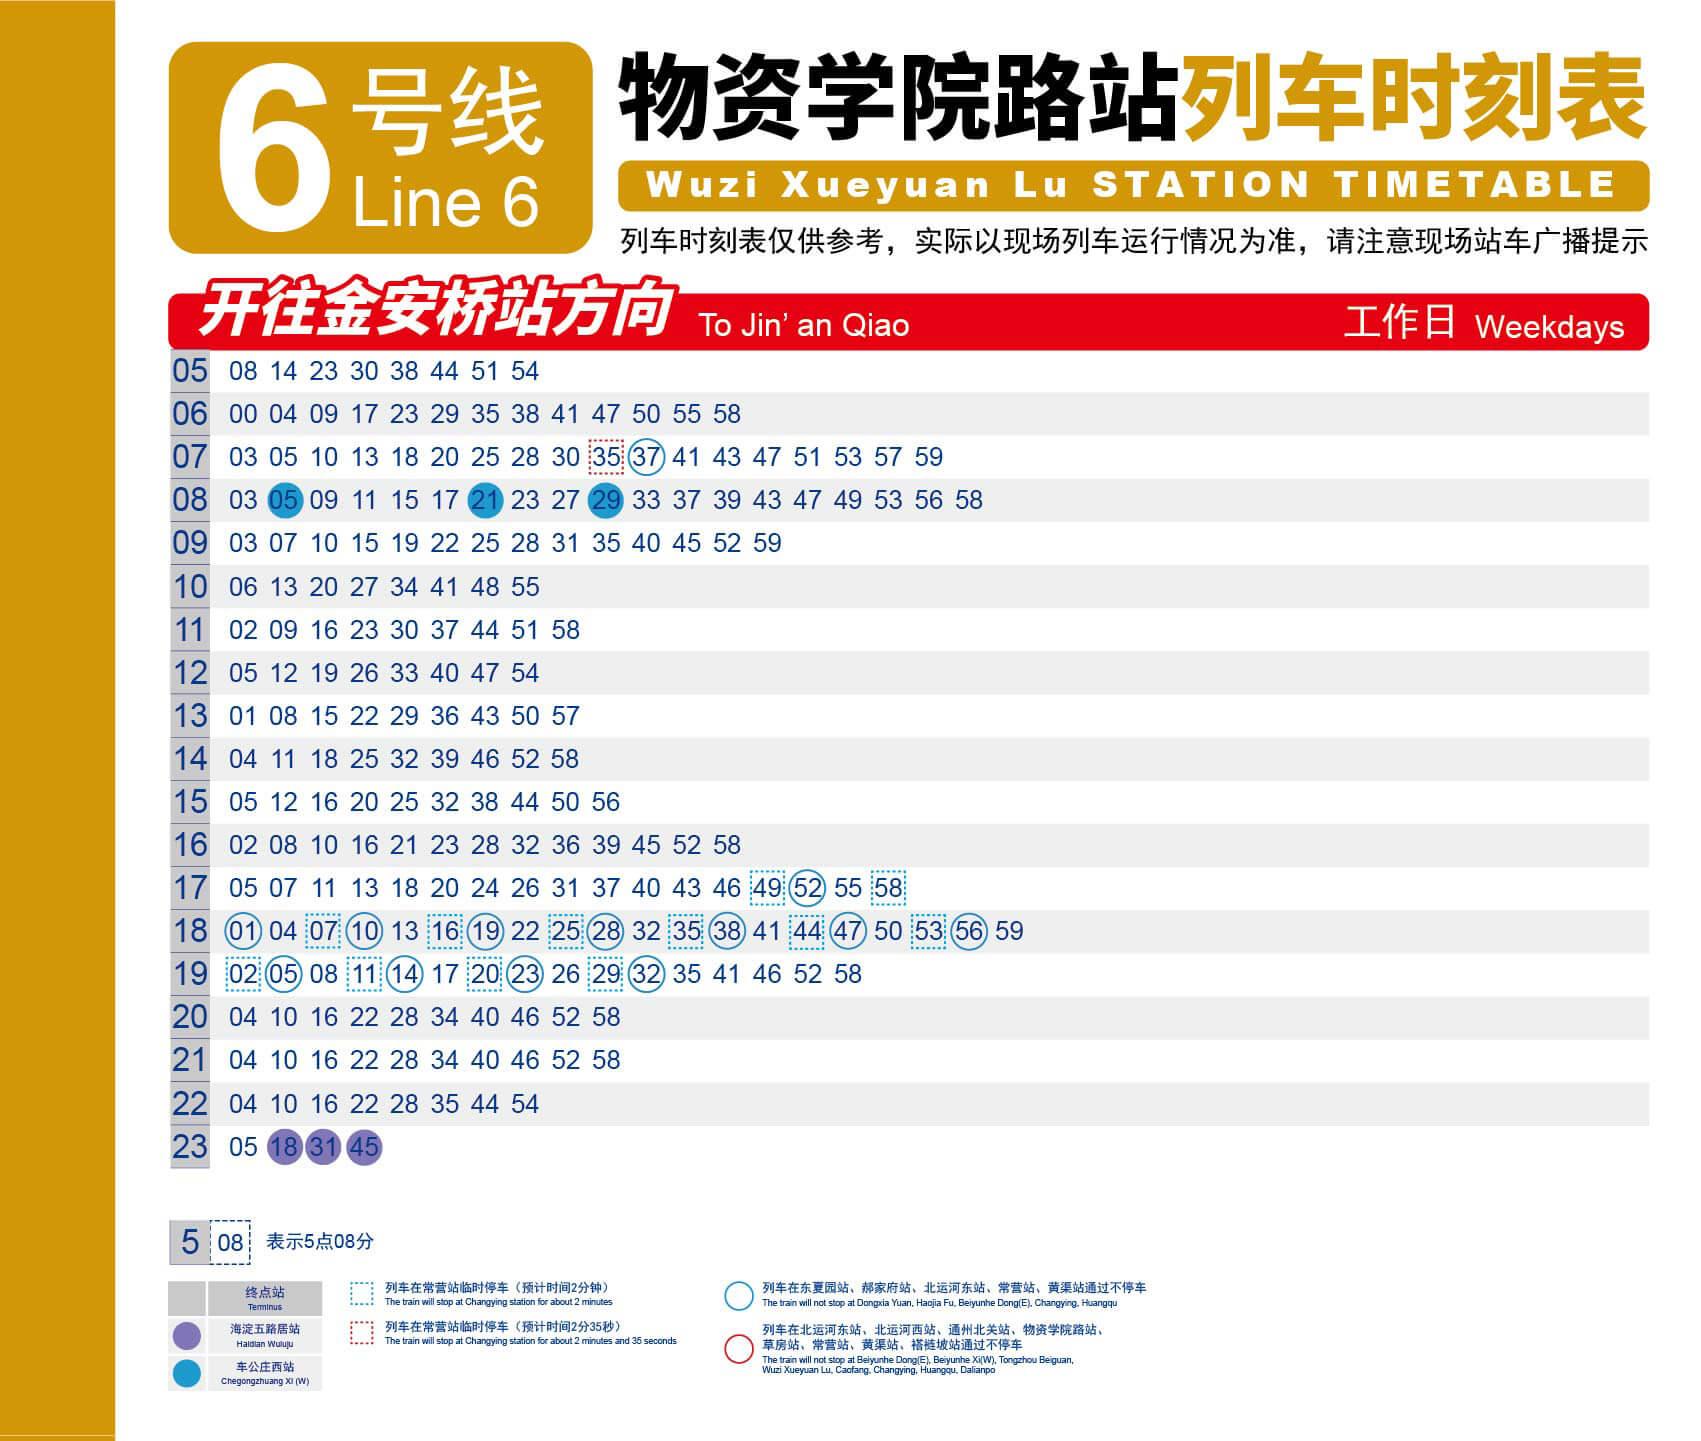 6 号线
Line 6
物资学院路站列车时刻表
Wuzi Xueyuan Lu STATION TIMETABLE
列车时刻表仅供参考，实际以现场列车运行情况为准，请注意现场站车广播提示
开往金安桥站方向 To Jin' an Qiao 工作日 Weekdays
05 08 14 23 30 38 44 51 54
06 00 04 09 17 23 29 35 38 41 47 50 55 58
07 03 05 10 13 18 20 25 28 30 35 37 41 43 47 51 53 57 59
08 03 05 09 11 15 17 21 23 27 29 33 37 39 43 47 49 53 56 58
09 03 07 10 15 19 22 25 28 31 35 40 45 52 59
10 06 13 20 27 34 41 48 55
11 02 09 16 23 30 37 44 51 58
12 05 12 19 26 33 40 47 54
13 01 08 15 22 29 36 43 50 57
14 04 11 18 25 32 39 46 52 58
15 05 12 16 20 25 32 38 44 50 56
16 02 08 10 16 21 23 28 32 36 39 45 52 58
17 05 07 11 13 18 20 24 26 31 37 40 43 46 49 52 55 58
18 01 04 07 10 13 16 19 22 25 28 32 35 38 41 44 47 50 53 56 59
19 02 05 08 11 14 17 20 23 26 29 32 35 41 46 52 58
20 04 10 16 22 28 34 40 46 52 58
21 04 10 16 22 28 34 40 46 52 58
22 04 10 16 22 28 35 44 54
23 05 18 31 45
5 08 表示5点08分
终点站
Terminus
海淀五路居站
Haidian Wuluju
车公庄西站
Chegongzhuang Xi (W)
列车在常营站临时停车（预计时间2分钟）
The train will stop at Changying station for about 2 minutes
列车在常营站临时停车（预计时间2分35秒）
The train will stop at Changying station for about 2 minutes and 35 seconds
列车在东夏园站、郝家府站、北运河东站、常营站、黄渠站通过不停车
The train will not stop at Dongxia Yuan, Haojia Fu, Beiyunhe Dong(E), Changying, Huangqu
列车在北运河东站、北运河西站、通州北关站、物资学院路站、
草房站、常营站、黄渠站、褡裢坡站通过不停车
The train will not stop at Beiyunhe Dong(E), Beiyunhe Xi(W), Tongzhou Beiguan,
Wuzi Xueyuan Lu, Caofang, Changying, Huangqu, Dalianpo